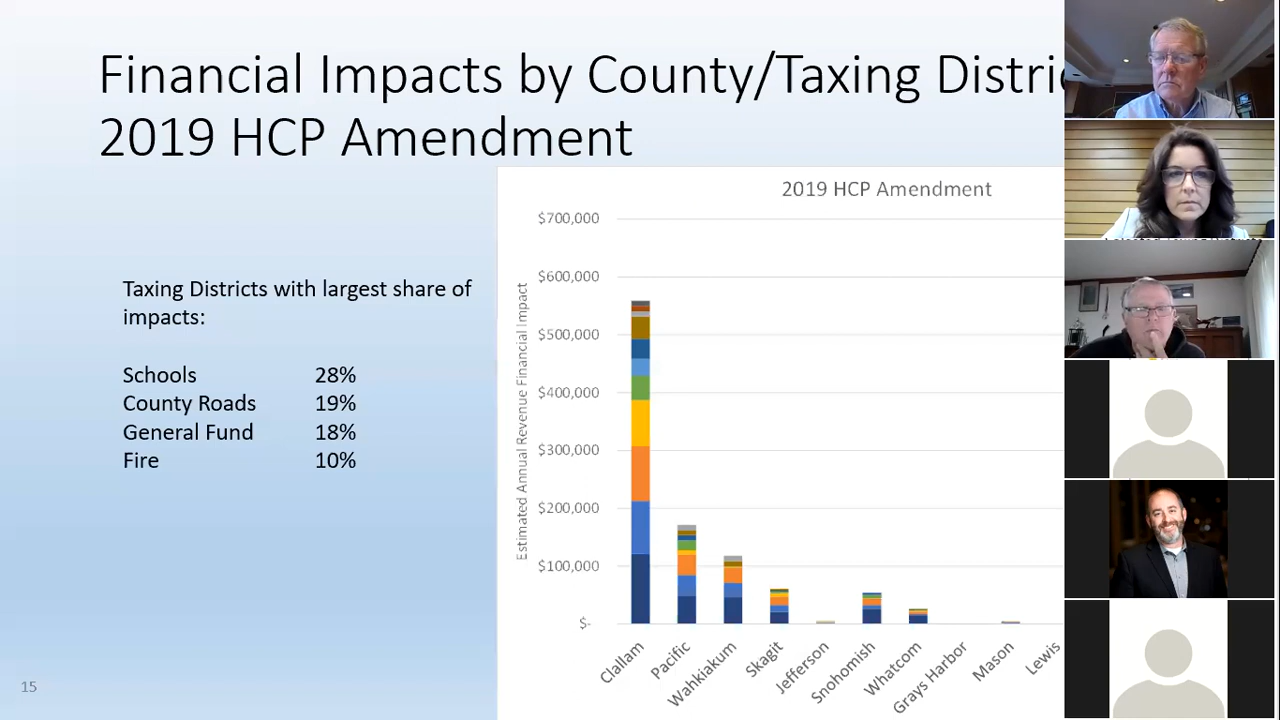 Financial Impacts by County/Taxing Distri
2019 HCP Amendment
Taxing Districts with largest share of
impacts:
Schools 28%
County Roads 19%
General Fund 18%
Fire 10%
2019 HCP Amendment
Estimated Annual Revenue Financial Impact
$700,000
$600,000
$500,000
$400,000
$300,000
$200,000
$100,000
$-
Clallam
Pacific
Wahkiakum
Skagit
Jefferson
Snohomish
Whatcom
Grays Harbor
Mason
Lewis
15